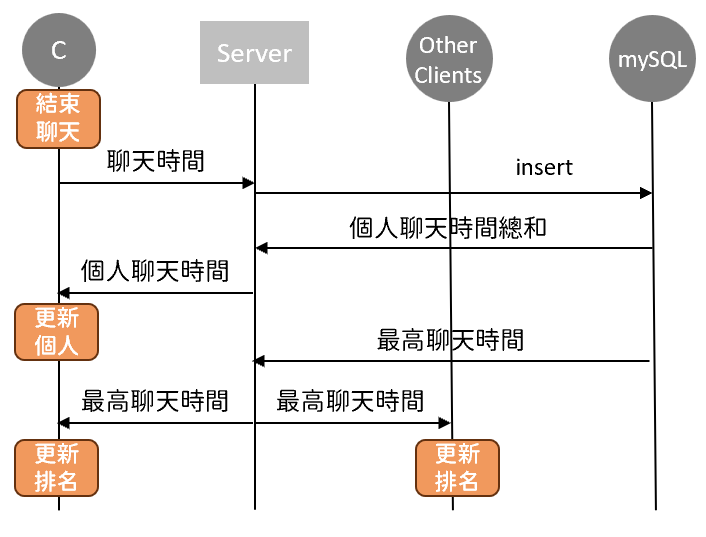 C
Server
Other
Clients
mySQL
結束
聊天
聊天時間
insert
個人聊天時間總和
個人聊天時間
更新
個人
最高聊天時間
最高聊天時間
最高聊天時間
更新
排名
更新
排名